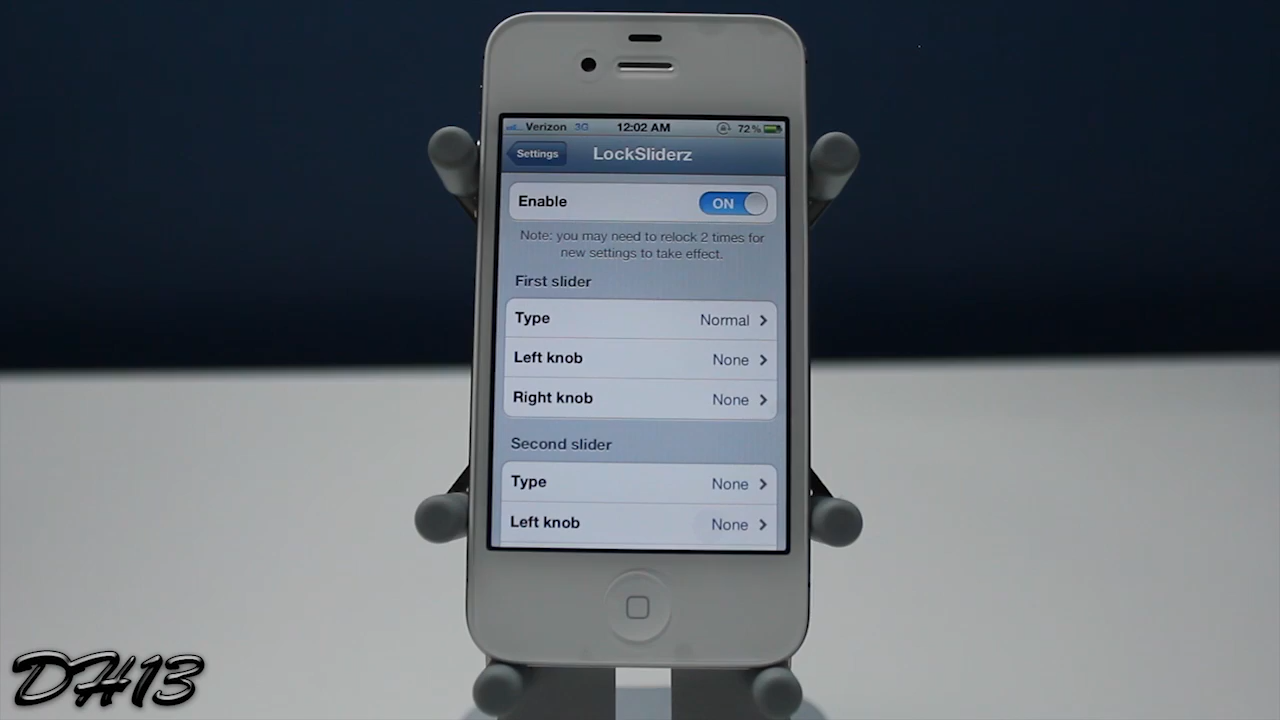 Verizon 3G 12:02 AM 72%
Settings LockSliderz
Enable ON
Note: you may need to relock 2 times for
new settings to take effect.
First slider
Type Normal
Left knob None
Right knob None
Second slider
Type None
Left knob None
DH13